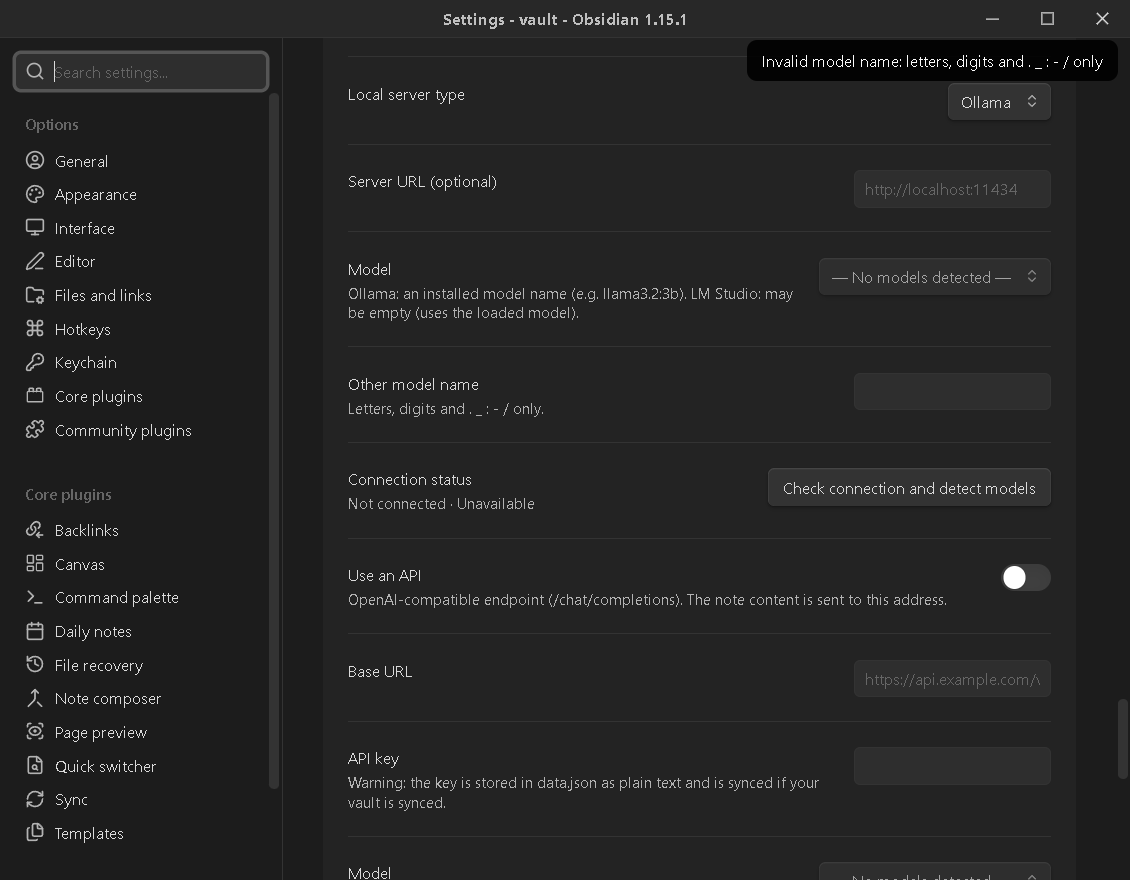 Settings - vault - Obsidian 1.15.1
Invalid model name: letters, digits and . _ : - / only
Search settings...
Options
General
Appearance
Interface
Editor
Files and links
Hotkeys
Keychain
Core plugins
Community plugins
Core plugins
Backlinks
Canvas
Command palette
Daily notes
File recovery
Note composer
Page preview
Quick switcher
Sync
Templates
Local server type
Ollama
Server URL (optional)
http://localhost:11434
Model
Ollama: an installed model name (e.g. llama3.2:3b). LM Studio: may
be empty (uses the loaded model).
— No models detected —
Other model name
Letters, digits and . _ : - / only.
Connection status
Not connected · Unavailable
Check connection and detect models
Use an API
OpenAI-compatible endpoint (/chat/completions). The note content is sent to this address.
Base URL
https://api.example.com/v
API key
Warning: the key is stored in data.json as plain text and is synced if your
vault is synced.
Model
No models detected